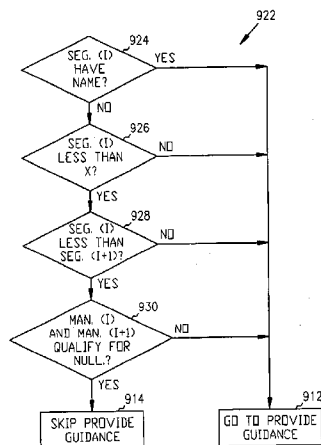 924
922
SEG. (I)
HAVE
NAME?
YES
NO
926
SEG. (I)
LESS THAN
X?
NO
YES
928
SEG. (I)
LESS THAN
SEG. (I+1)?
NO
YES
930
MAN. (I)
AND MAN. (I+1)
QUALIFY FOR
NULL.?
NO
YES
914
SKIP PROVIDE
GUIDANCE
912
GO TO PROVIDE
GUIDANCE